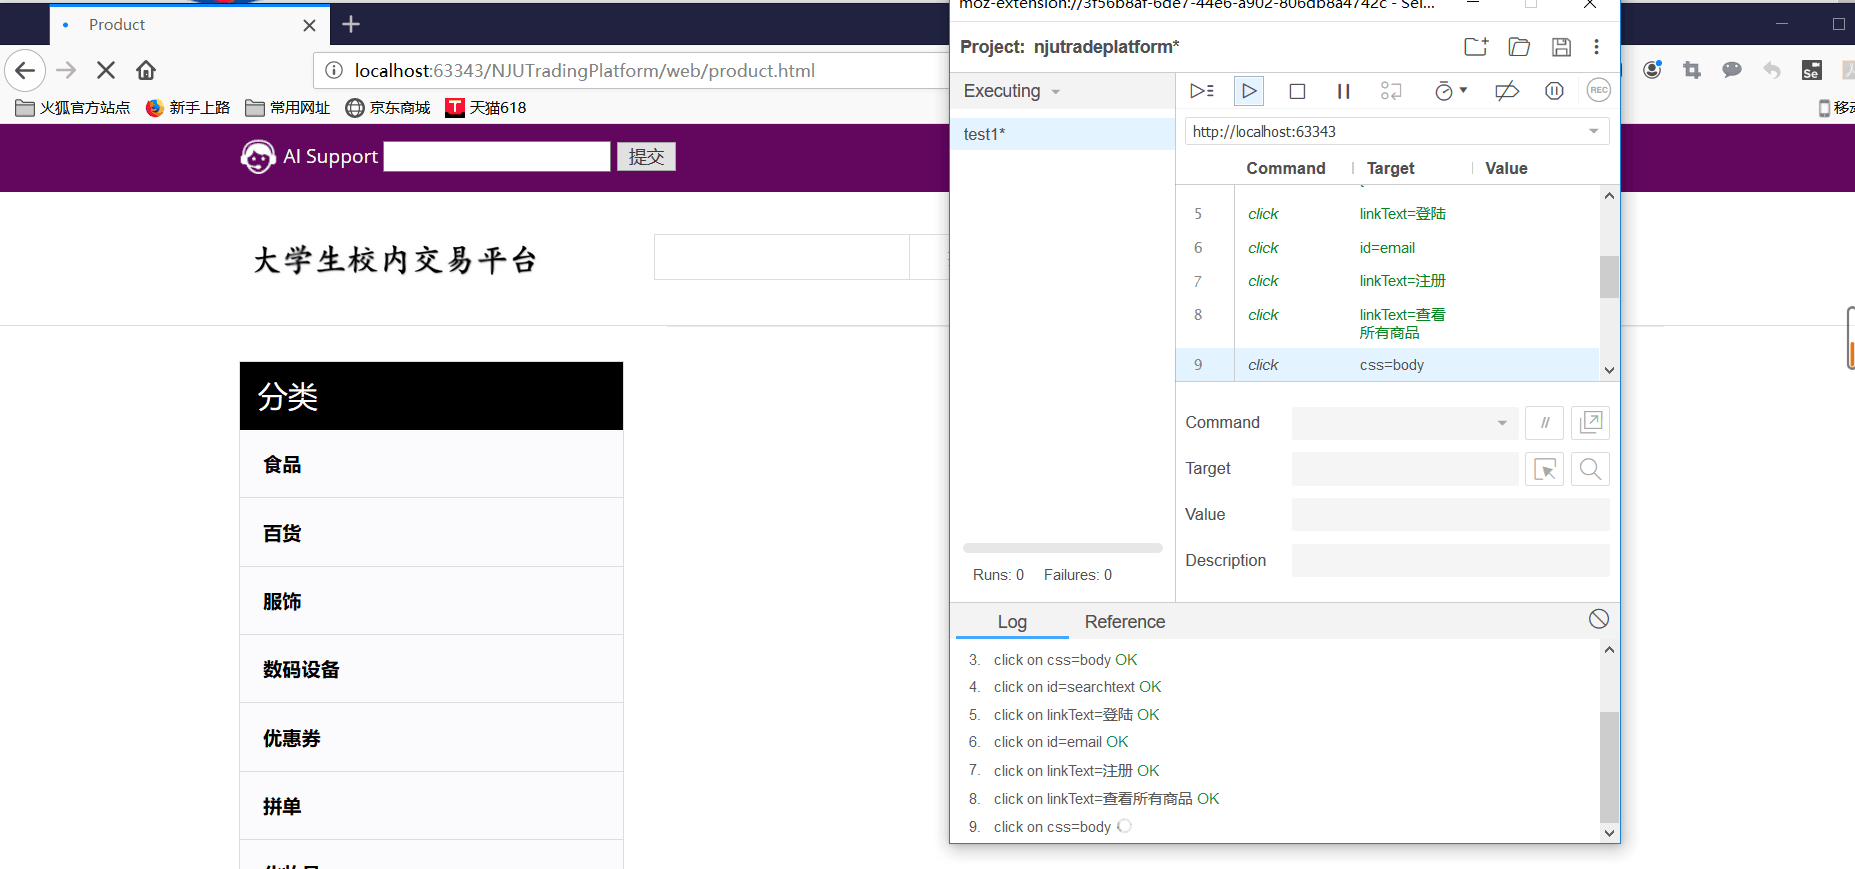 Product
localhost:63343/NJUTradingPlatform/web/product.html
火狐官方站点 新手上路 常用网址 京东商城 T 天猫618
AI Support 提交
大学生校内交易平台
分类
食品
百货
服饰
数码设备
优惠券
拼单
moz-extension://3f56b8af-6de7-44e6-a902-806db8a4742c - Sel...
Project: njutradeplatform*
Se
移动
Executing
REC
test1*
http://localhost:63343
Command Target Value
5 click linkText=登陆
6 click id=email
7 click linkText=注册
8 click linkText=查看
所有商品
9 click css=body
Command //
Target
Value
Description
Runs: 0 Failures: 0
Log Reference
3. click on css=body OK
4. click on id=searchtext OK
5. click on linkText=登陆 OK
6. click on id=email OK
7. click on linkText=注册 OK
8. click on linkText=查看所有商品 OK
9. click on css=body